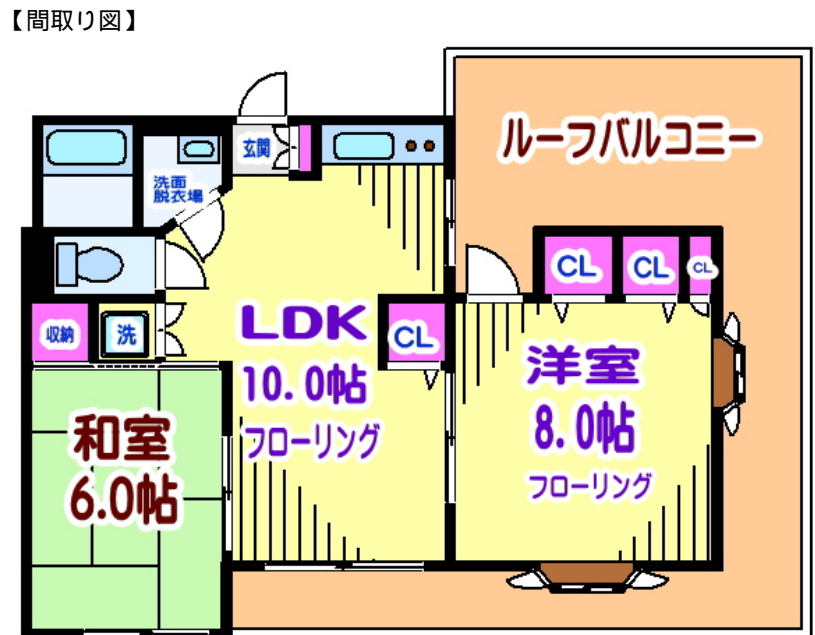 【間取り図】
ルーフバルコニー
玄関
洗面
脱衣場
CL
CL
CL
収納
洗
LDK
10.0帖
フローリング
CL
洋室
8.0帖
フローリング
和室
6.0帖